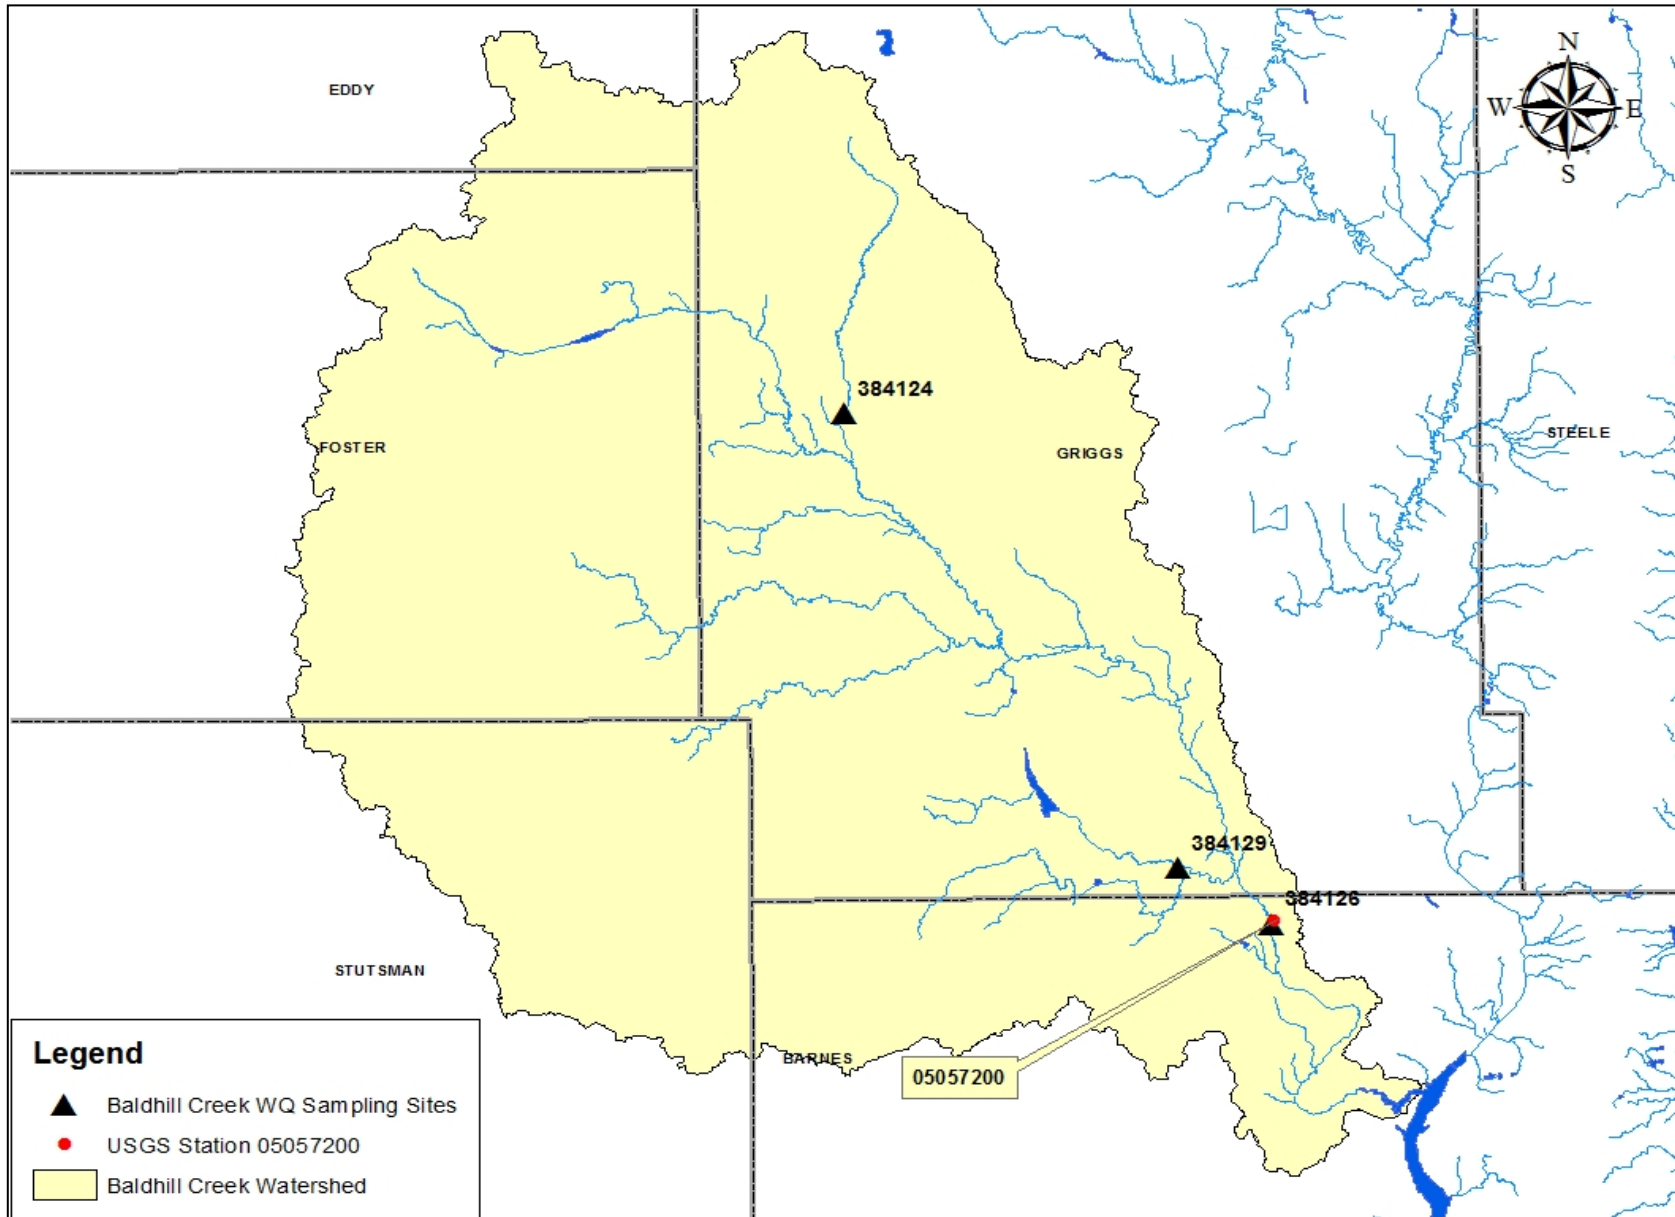 N
EDDY
W
E
S
384124
FOSTER
GRIGGS
STEELE
384129
384126
STUTSMAN
BARNES
05057200
Legend
Baldhill Creek WQ Sampling Sites
USGS Station 05057200
Baldhill Creek Watershed